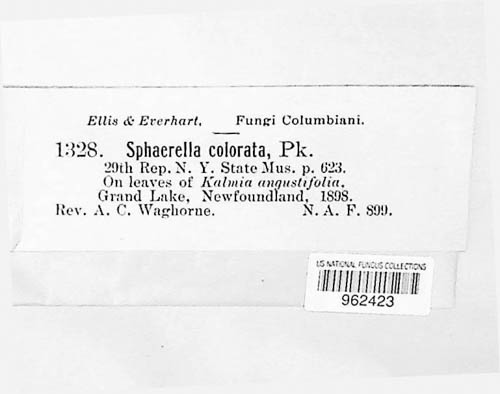 Ellis & Everhart, Fungi Columbiani.
1328. Sphaerella colorata, Pk.
29th Rep. N. Y. State Mus. p. 623.
On leaves of Kalmia angustifolia,
Grand Lake, Newfoundland, 1898.
Rev. A. C. Waghorne. N. A. F. 899.
US NATIONAL FUNGUS COLLECTIONS
962423